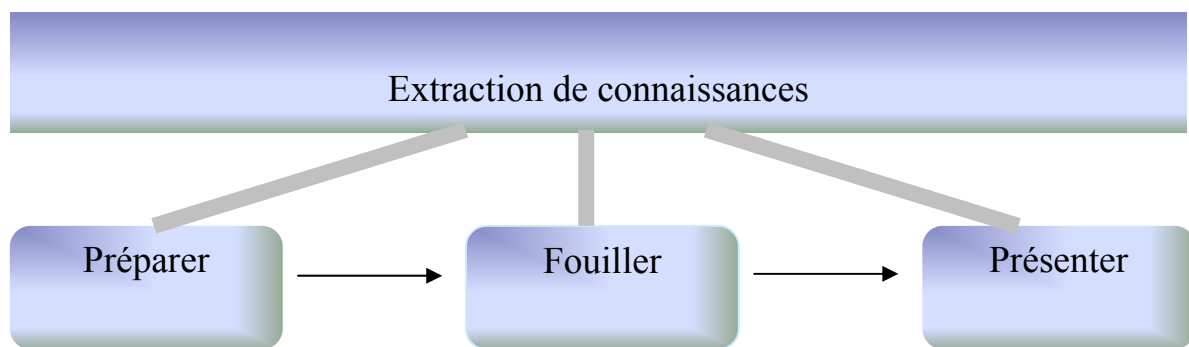 Extraction de connaissances
Préparer
Fouiller
Présenter